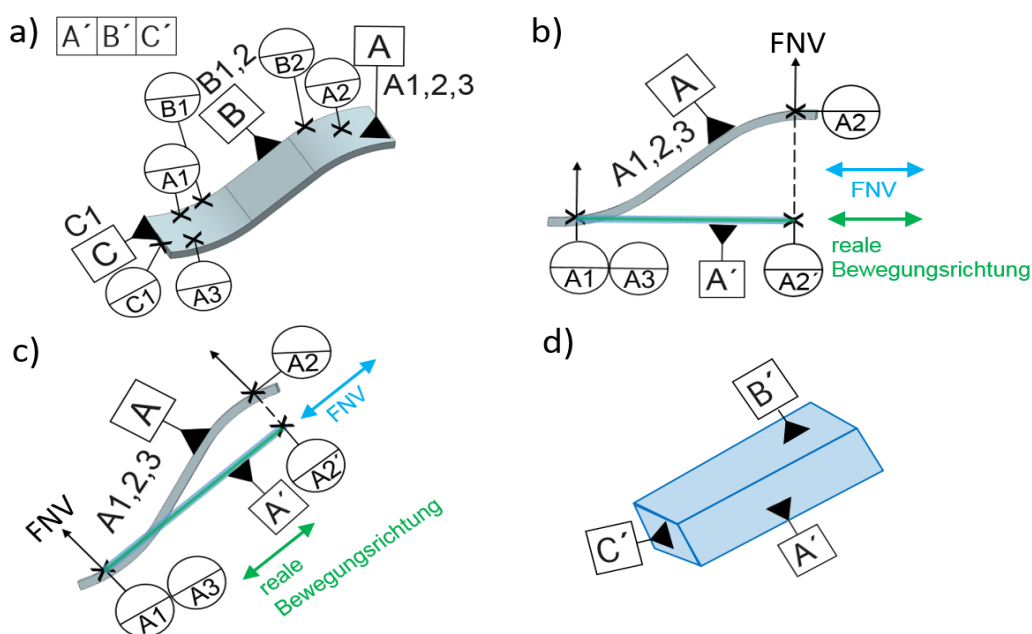 a)
A´ B´ C´
B1
A1
B1,2
B
B2
A2
A
A1,2,3
C1
C
C1
A3
b)
FNV
A
A1,2,3
A2
FNV
reale
Bewegungsrichtung
A1
A3
A´
A2´
c)
A2
FNV
A
A1,2,3
FNV
A2´
A´
reale
Bewegungsrichtung
A1
A3
d)
B´
C´
A´